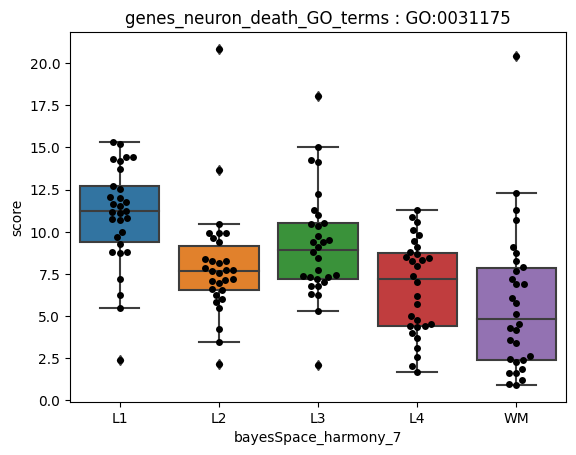 genes_neuron_death_GO_terms : GO:0031175
20.0
17.5
15.0
12.5
10.0
7.5
5.0
2.5
0.0
score
L1 L2 L3 L4 WM
bayesSpace_harmony_7